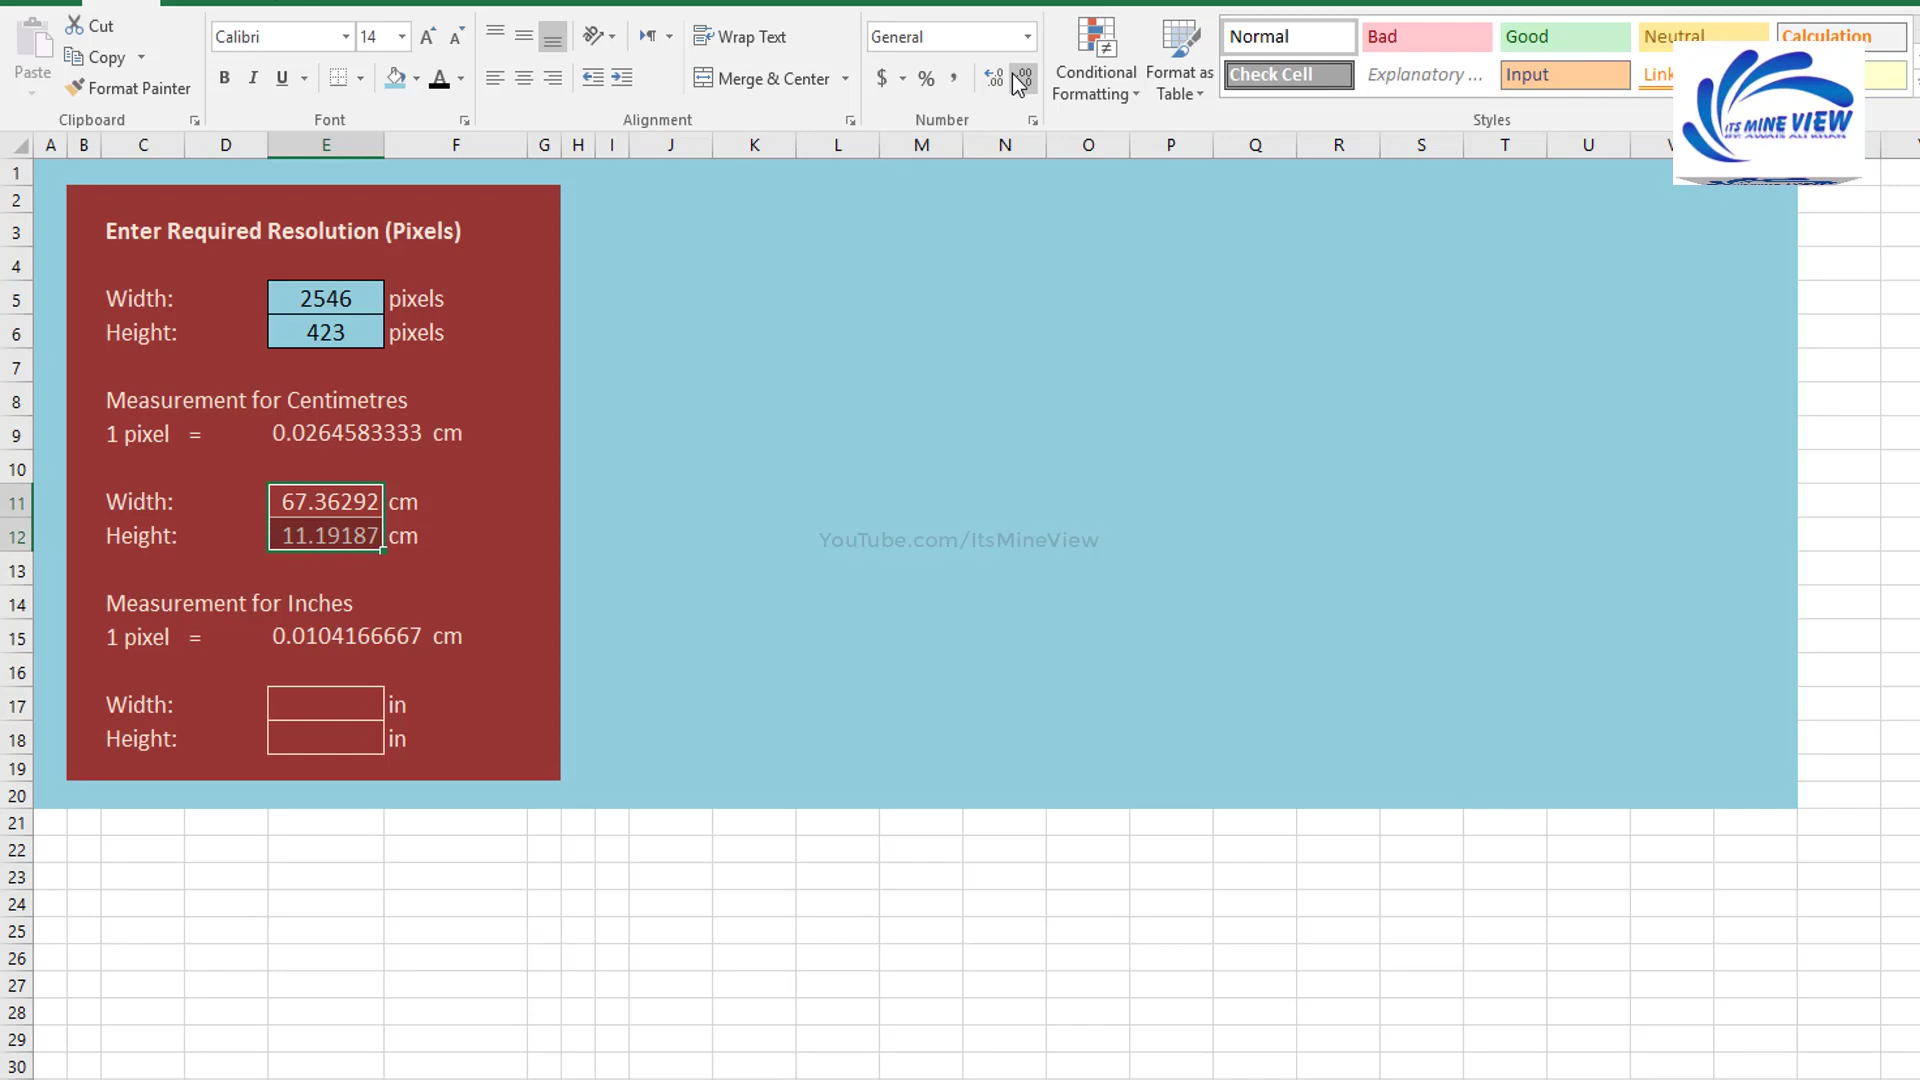 Cut
Copy
Format Painter
Paste
Clipboard
Calibri
14
B I U A
Font
Wrap Text
Merge & Center
Alignment
General
$ % ,
Number
Conditional
Formatting
Format as
Table
Normal Bad Good Neutral Calculation
Check Cell Explanatory ... Input Link
Styles
ITS MINE VIEW
BY AWAIS ALI KHAN
A B C D E F G H I J K L M N O P Q R S T U
1
2
3 Enter Required Resolution (Pixels)
4
5 Width: 2546 pixels
6 Height: 423 pixels
7
8 Measurement for Centimetres
9 1 pixel = 0.0264583333 cm
10
11 Width: 67.36292 cm
12 Height: 11.19187 cm
YouTube.com/ItsMineView
13
14 Measurement for Inches
15 1 pixel = 0.0104166667 cm
16
17 Width: in
18 Height: in
19
20
21
22
23
24
25
26
27
28
29
30